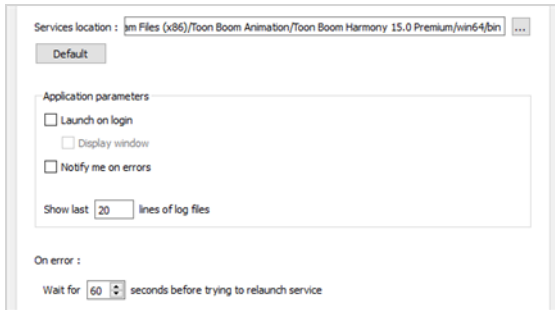 Services location : am Files (x86)/Toon Boom Animation/Toon Boom Harmony 15.0 Premium/win64/bin ...
Default
Application parameters
Launch on login
Display window
Notify me on errors
Show last 20 lines of log files
On error :
Wait for 60 seconds before trying to relaunch service